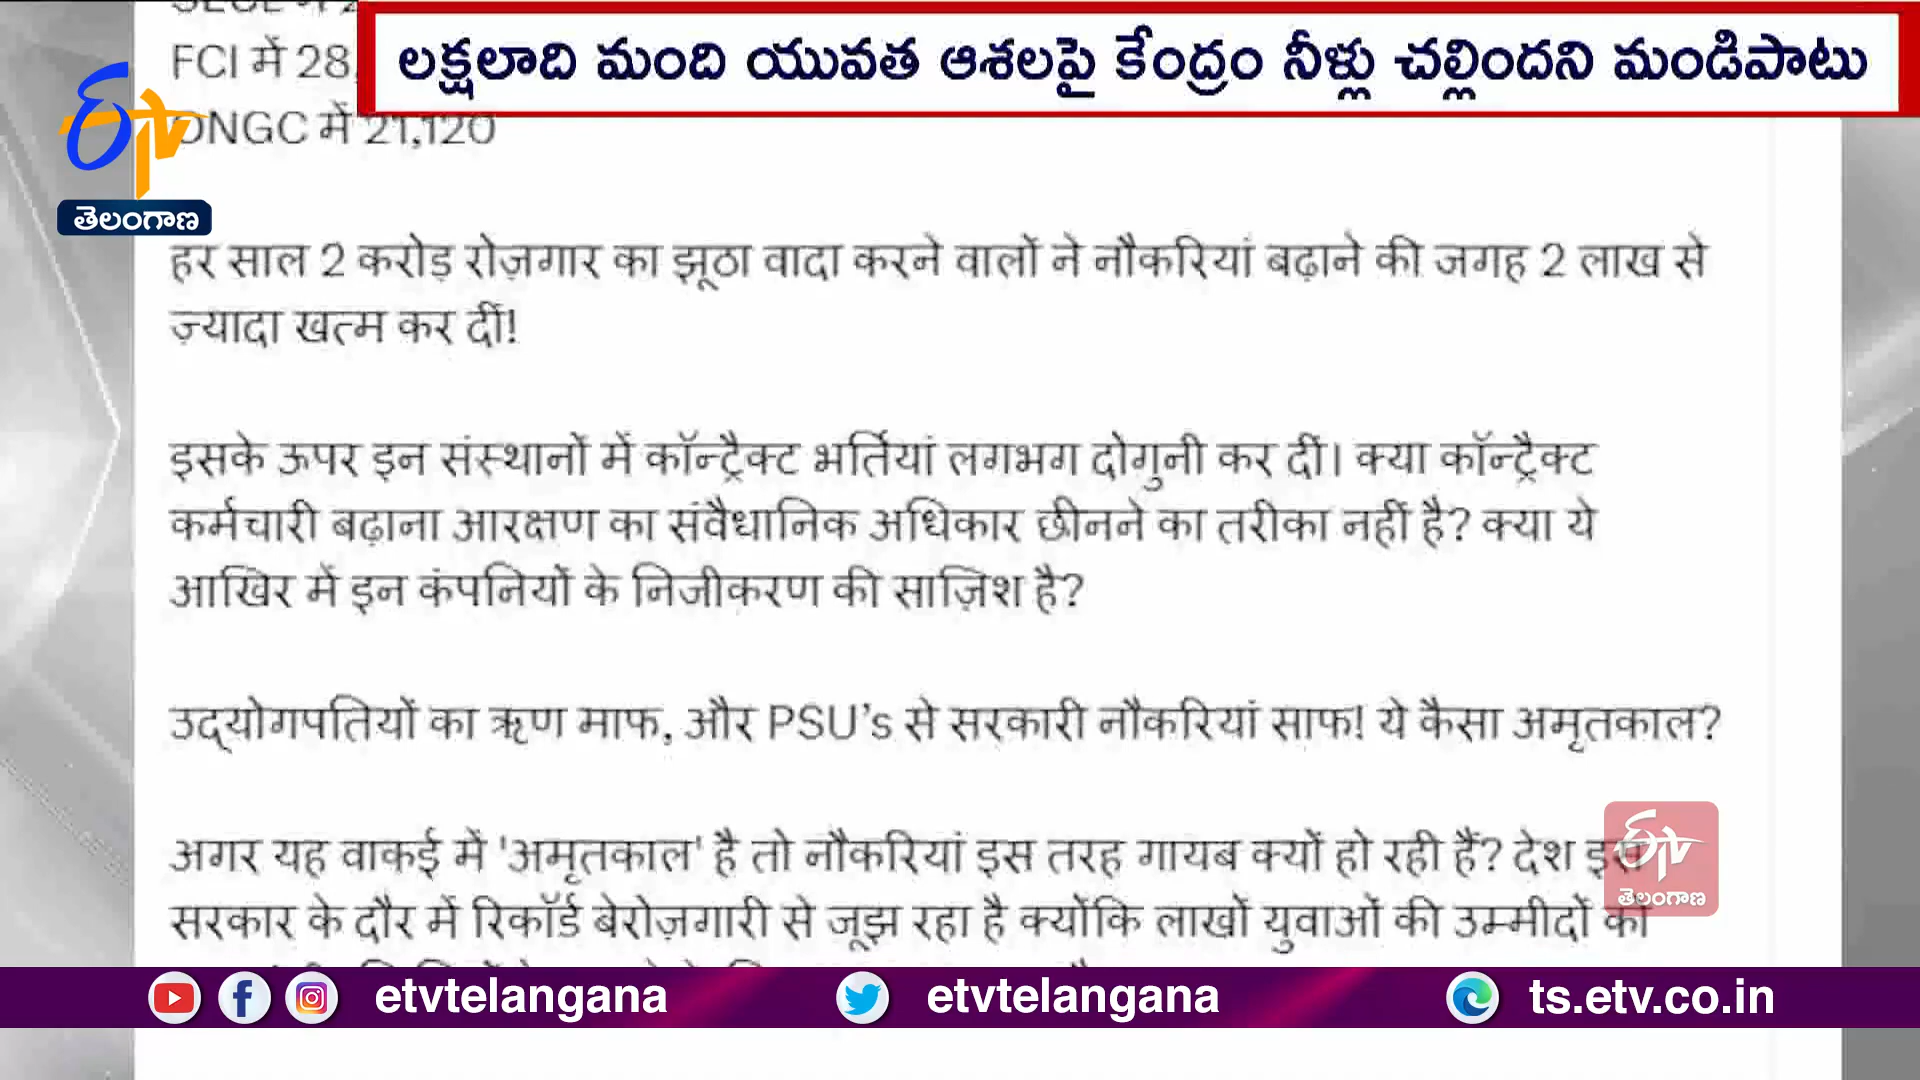 లక్షలాది మంది యువత ఆశలపై కేంద్రం నీళ్లు చల్లిందని మండిపాటు
FCI में 28,
ONGC में 21,120
ETV
తెలంగాణ
हर साल 2 करोड़ रोज़गार का झूठा वादा करने वालों ने नौकरियां बढ़ाने की जगह 2 लाख से
ज़्यादा खत्म कर दीं!
इसके ऊपर इन संस्थानों में कॉन्ट्रैक्ट भर्तियां लगभग दोगुनी कर दीं। क्या कॉन्ट्रैक्ट
कर्मचारी बढ़ाना आरक्षण का संवैधानिक अधिकार छीनने का तरीका नहीं है? क्या ये
आखिर में इन कंपनियों के निजीकरण की साज़िश है?
उद्योगपतियों का ऋण माफ, और PSU’s से सरकारी नौकरियां साफ! ये कैसा अमृतकाल?
अगर यह वाकई में 'अमृतकाल' है तो नौकरियां इस तरह गायब क्यों हो रही हैं? देश इस
सरकार के दौर में रिकॉर्ड बेरोज़गारी से जूझ रहा है क्योंकि लाखों युवाओं की उम्मीदों को
ETV
తెలంగాణ
etvtelangana
etvtelangana
ts.etv.co.in